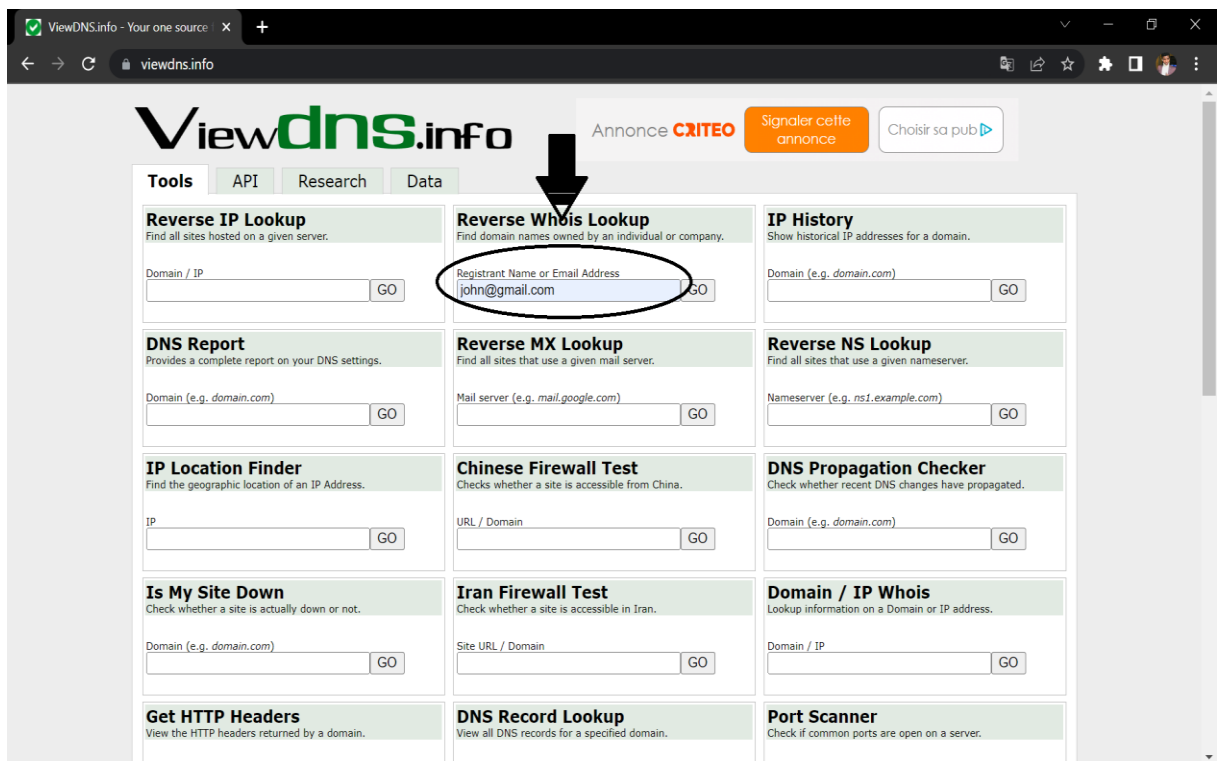 ViewDNS.info - Your one source
viewdns.info
Viewdns.info
Annonce CRITEO
Signaler cette
annonce
Choisir sa pub
Tools API Research Data
Reverse IP Lookup
Find all sites hosted on a given server.
Domain / IP
GO
Reverse Whois Lookup
Find domain names owned by an individual or company.
Registrant Name or Email Address
john@gmail.com GO
IP History
Show historical IP addresses for a domain.
Domain (e.g. domain.com)
GO
DNS Report
Provides a complete report on your DNS settings.
Domain (e.g. domain.com)
GO
Reverse MX Lookup
Find all sites that use a given mail server.
Mail server (e.g. mail.google.com)
GO
Reverse NS Lookup
Find all sites that use a given nameserver.
Nameserver (e.g. ns1.example.com)
GO
IP Location Finder
Find the geographic location of an IP Address.
IP
GO
Chinese Firewall Test
Checks whether a site is accessible from China.
URL / Domain
GO
DNS Propagation Checker
Check whether recent DNS changes have propagated.
Domain (e.g. domain.com)
GO
Is My Site Down
Check whether a site is actually down or not.
Domain (e.g. domain.com)
GO
Iran Firewall Test
Check whether a site is accessible in Iran.
Site URL / Domain
GO
Domain / IP Whois
Lookup information on a Domain or IP address.
Domain / IP
GO
Get HTTP Headers
View the HTTP headers returned by a domain.
DNS Record Lookup
View all DNS records for a specified domain.
Port Scanner
Check if common ports are open on a server.